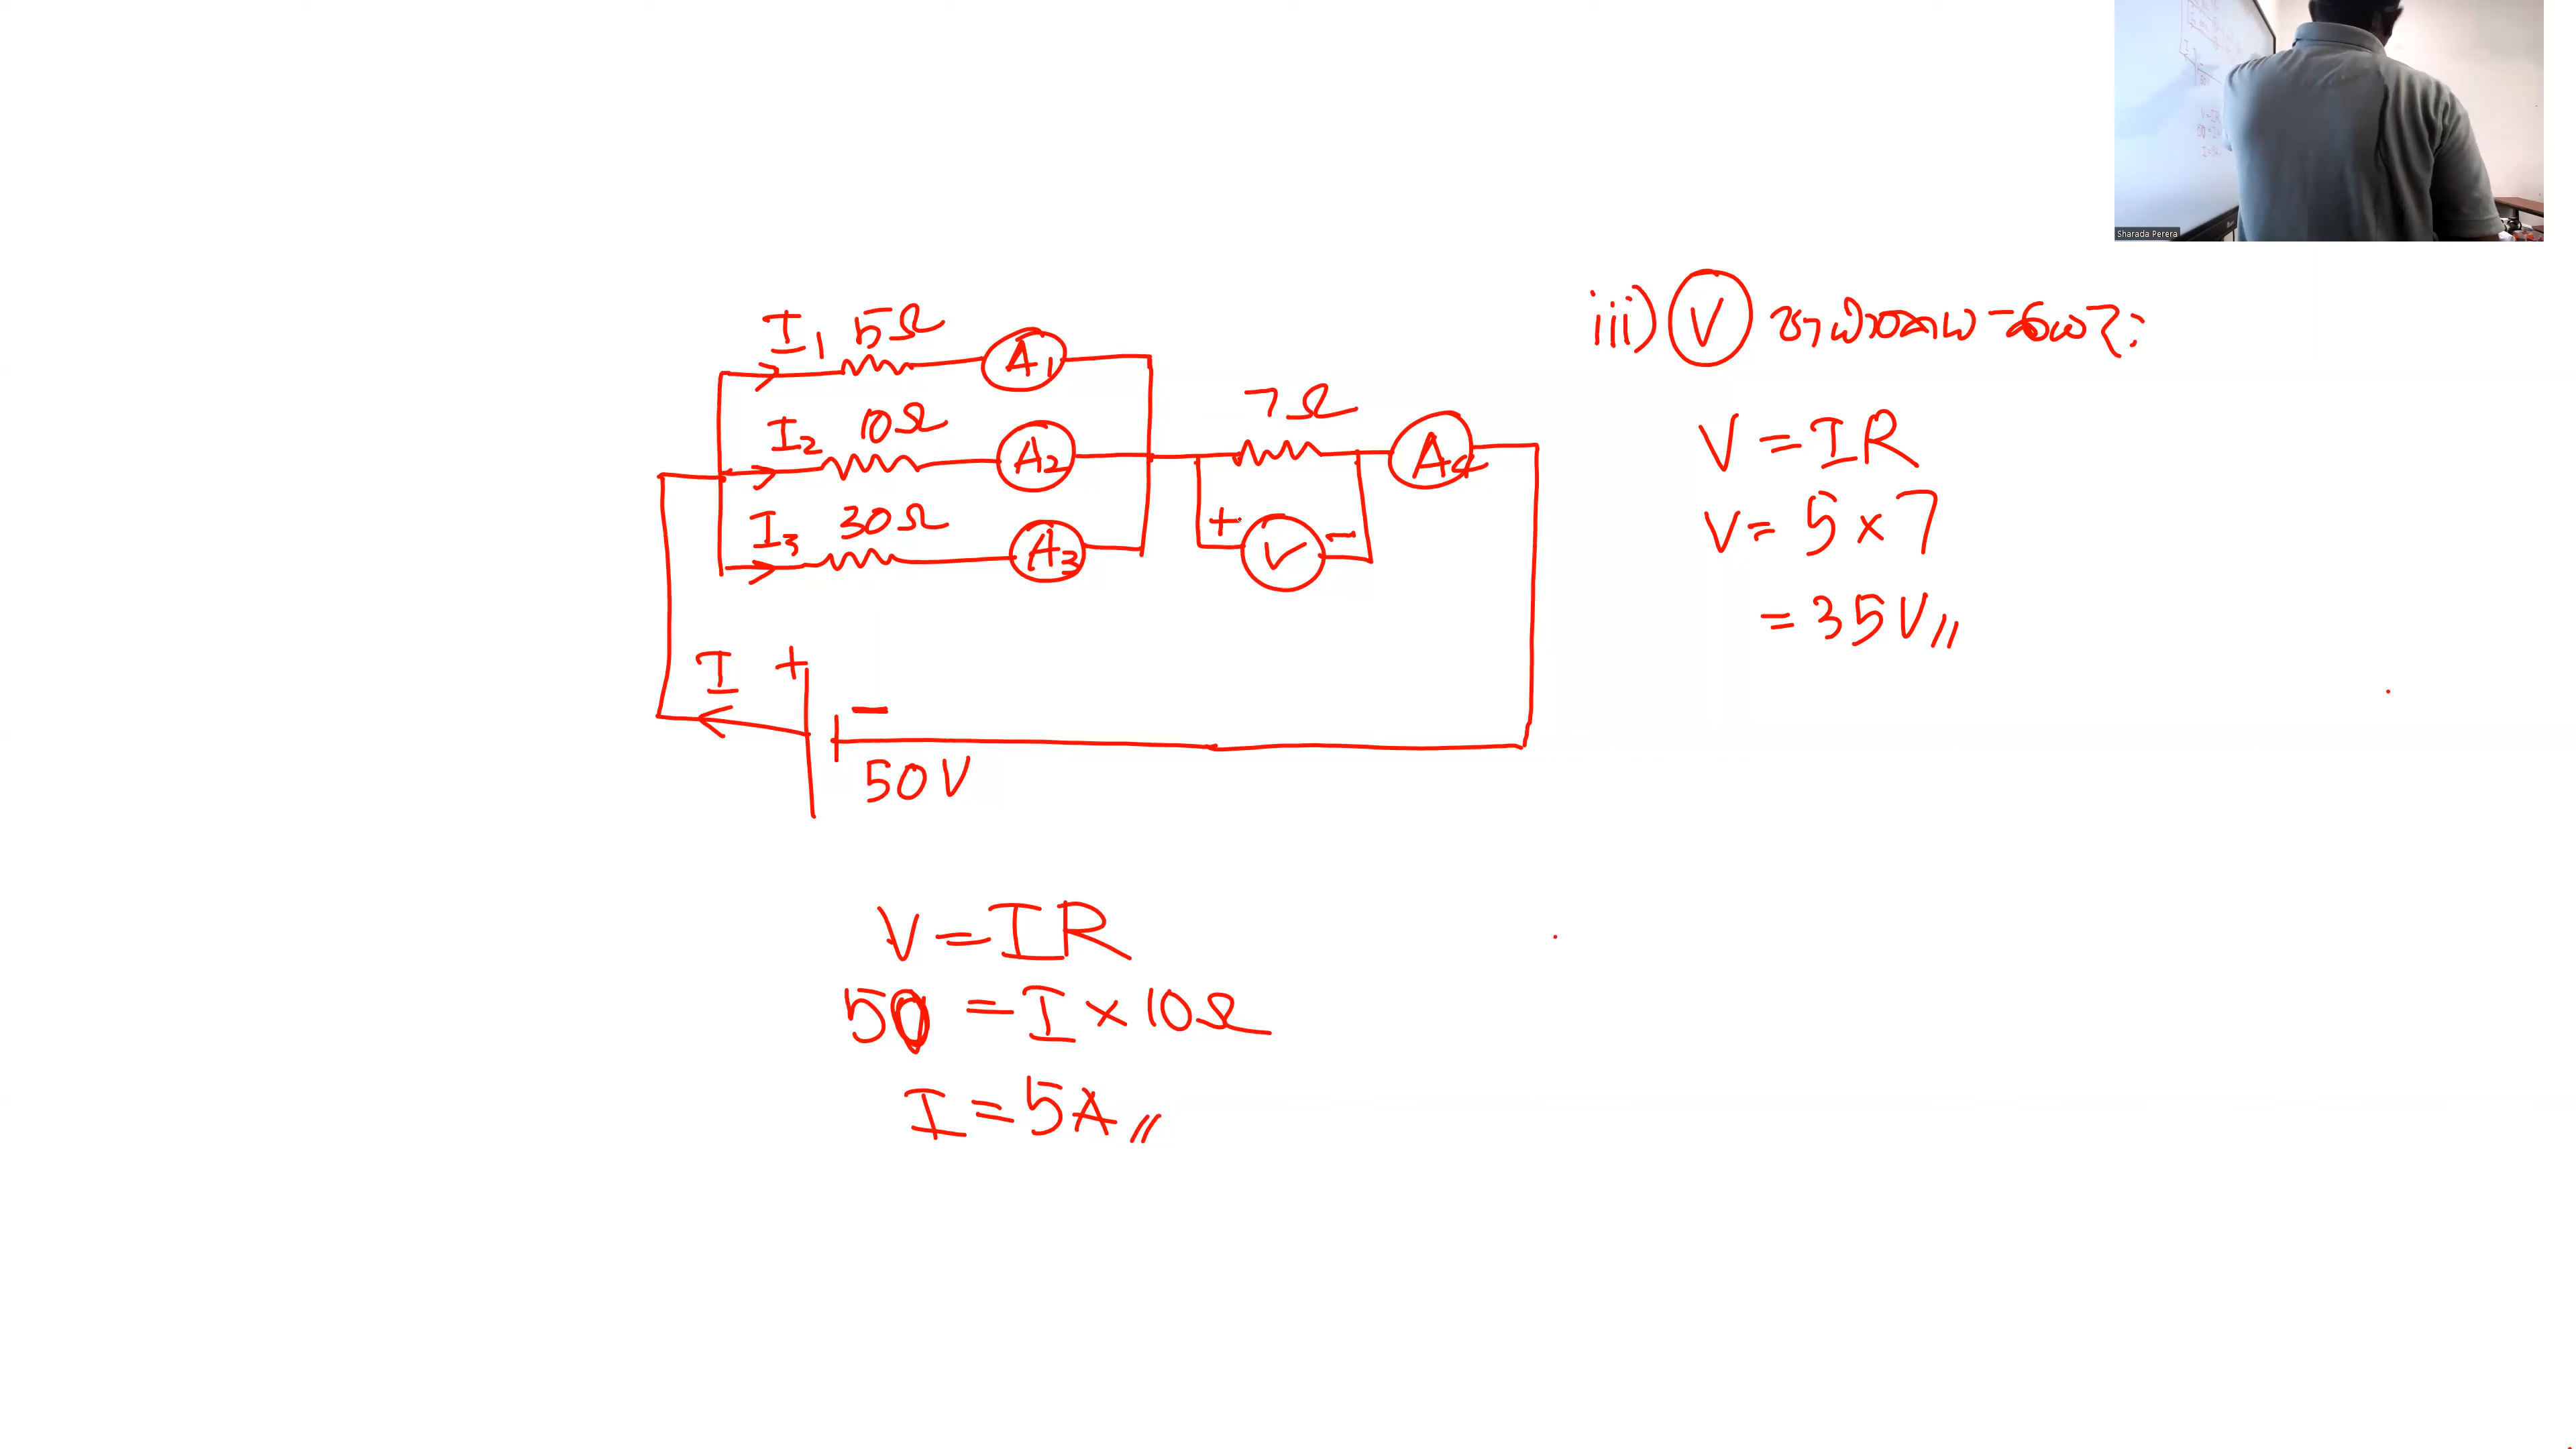 I₁ 5Ω A₁
I₂ 10Ω A₂
I₃ 30Ω A₃
7Ω A₄
+ V -
I + -
50V
V = IR
50 = I × 10Ω
I = 5A //
iii) V
V = IR
V = 5 × 7
= 35V //
Sharada Perera